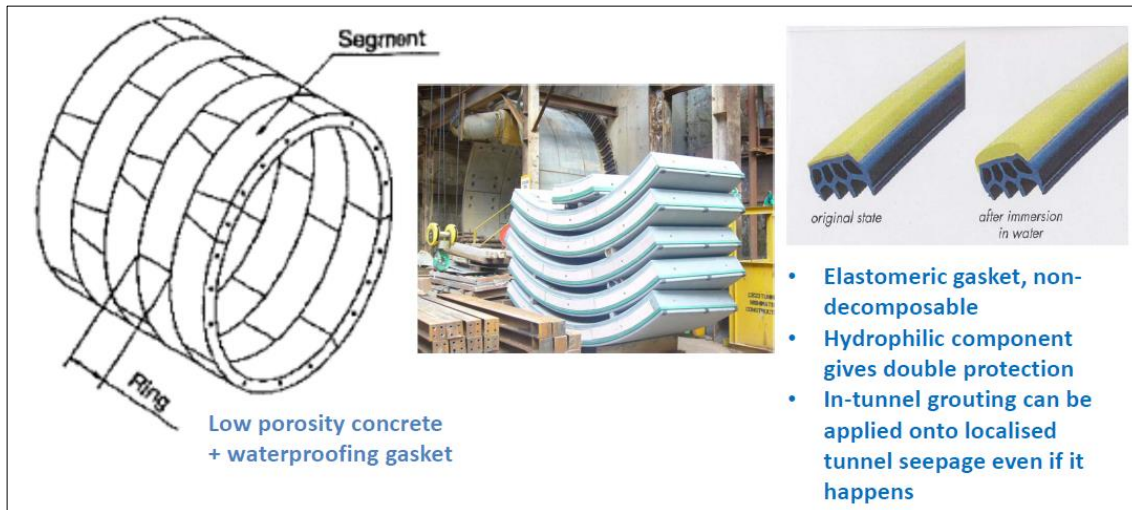 Segment
Ring
Low porosity concrete
+ waterproofing gasket
original state
after immersion
in water
• Elastomeric gasket, non-
decomposable
• Hydrophilic component
gives double protection
• In-tunnel grouting can be
applied onto localised
tunnel seepage even if it
happens